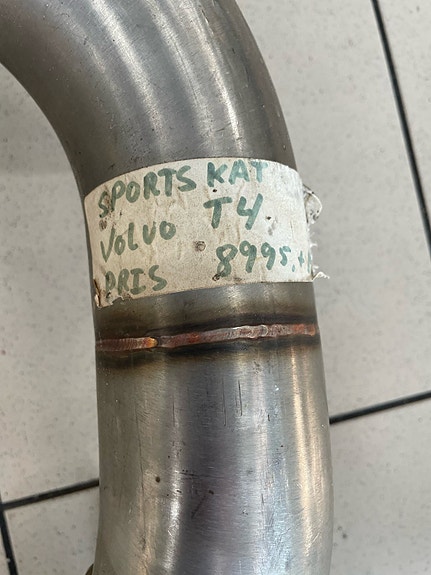 SPORTS KAT
VOLVO T4
PRIS 8995.+